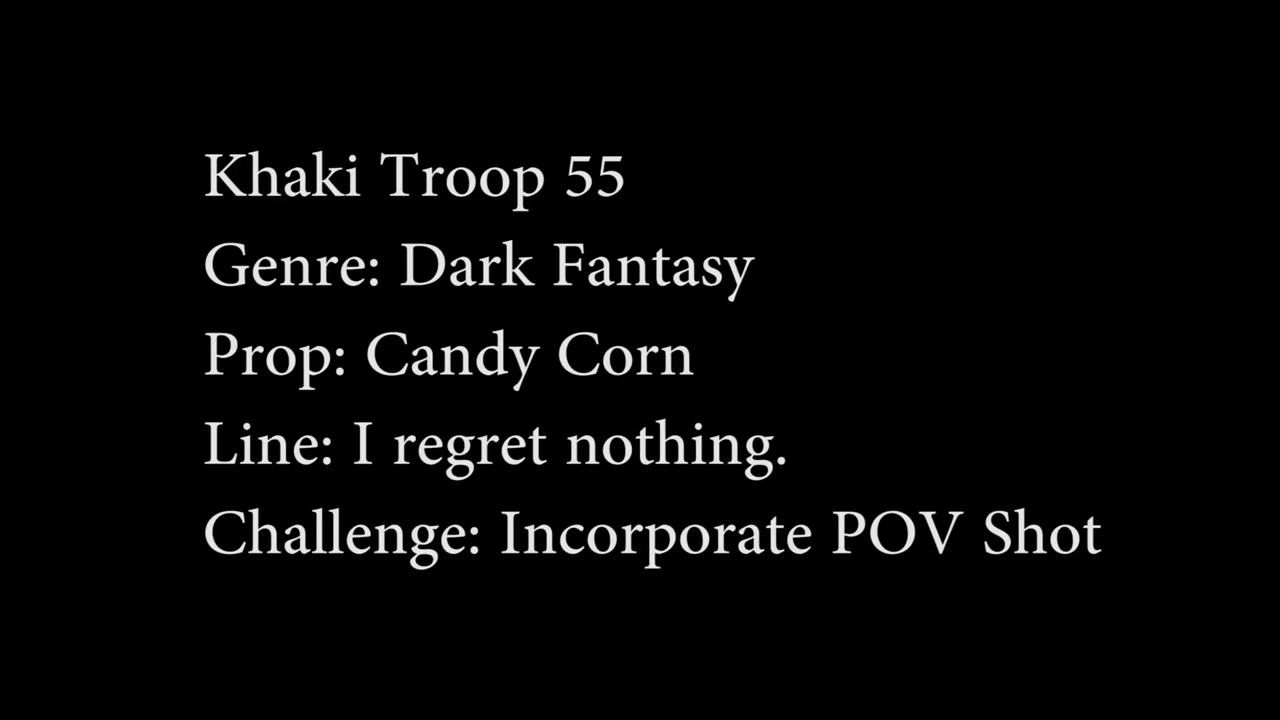 Khaki Troop 55
Genre: Dark Fantasy
Prop: Candy Corn
Line: I regret nothing.
Challenge: Incorporate POV Shot